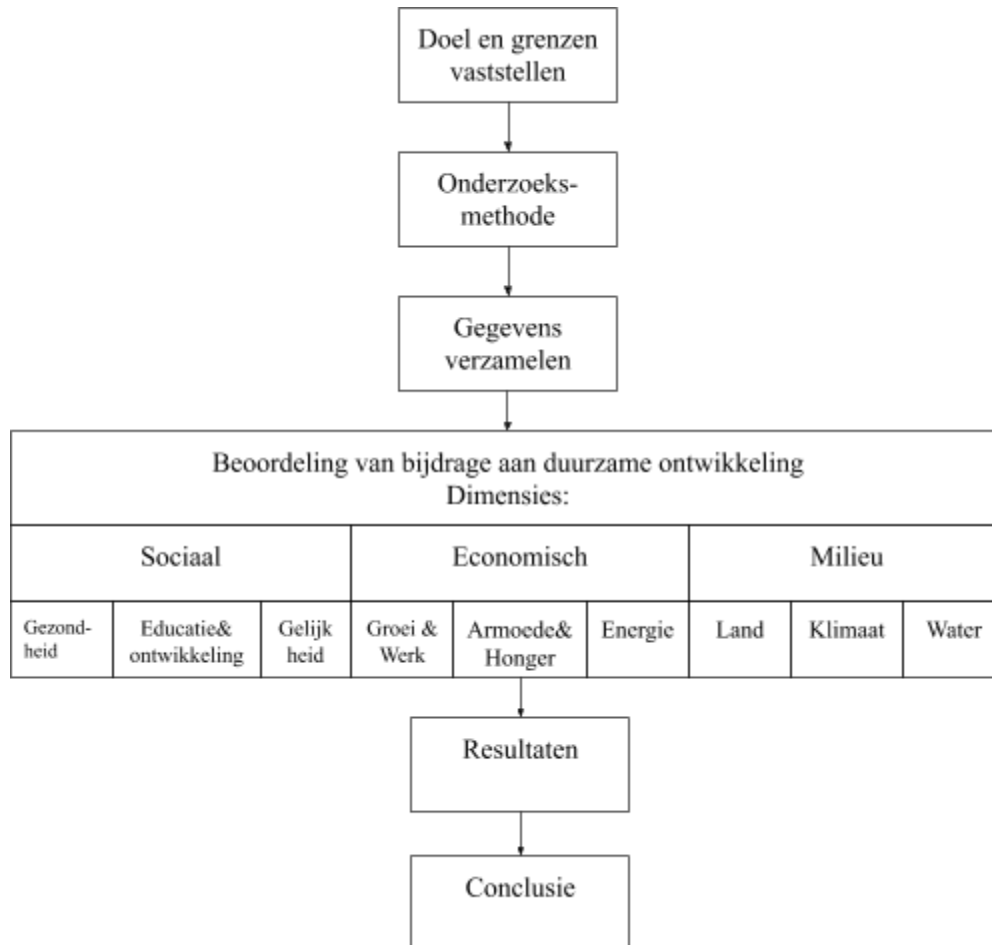 Doel en grenzen
vaststellen
Onderzoeks-
methode
Gegevens
verzamelen
Beoordeling van bijdrage aan duurzame ontwikkeling
Dimensies:
Sociaal
Economisch
Milieu
Gezond-
heid
Educatie&
ontwikkeling
Gelijk
heid
Groei &
Werk
Armoede&
Honger
Energie
Land
Klimaat
Water
Resultaten
Conclusie